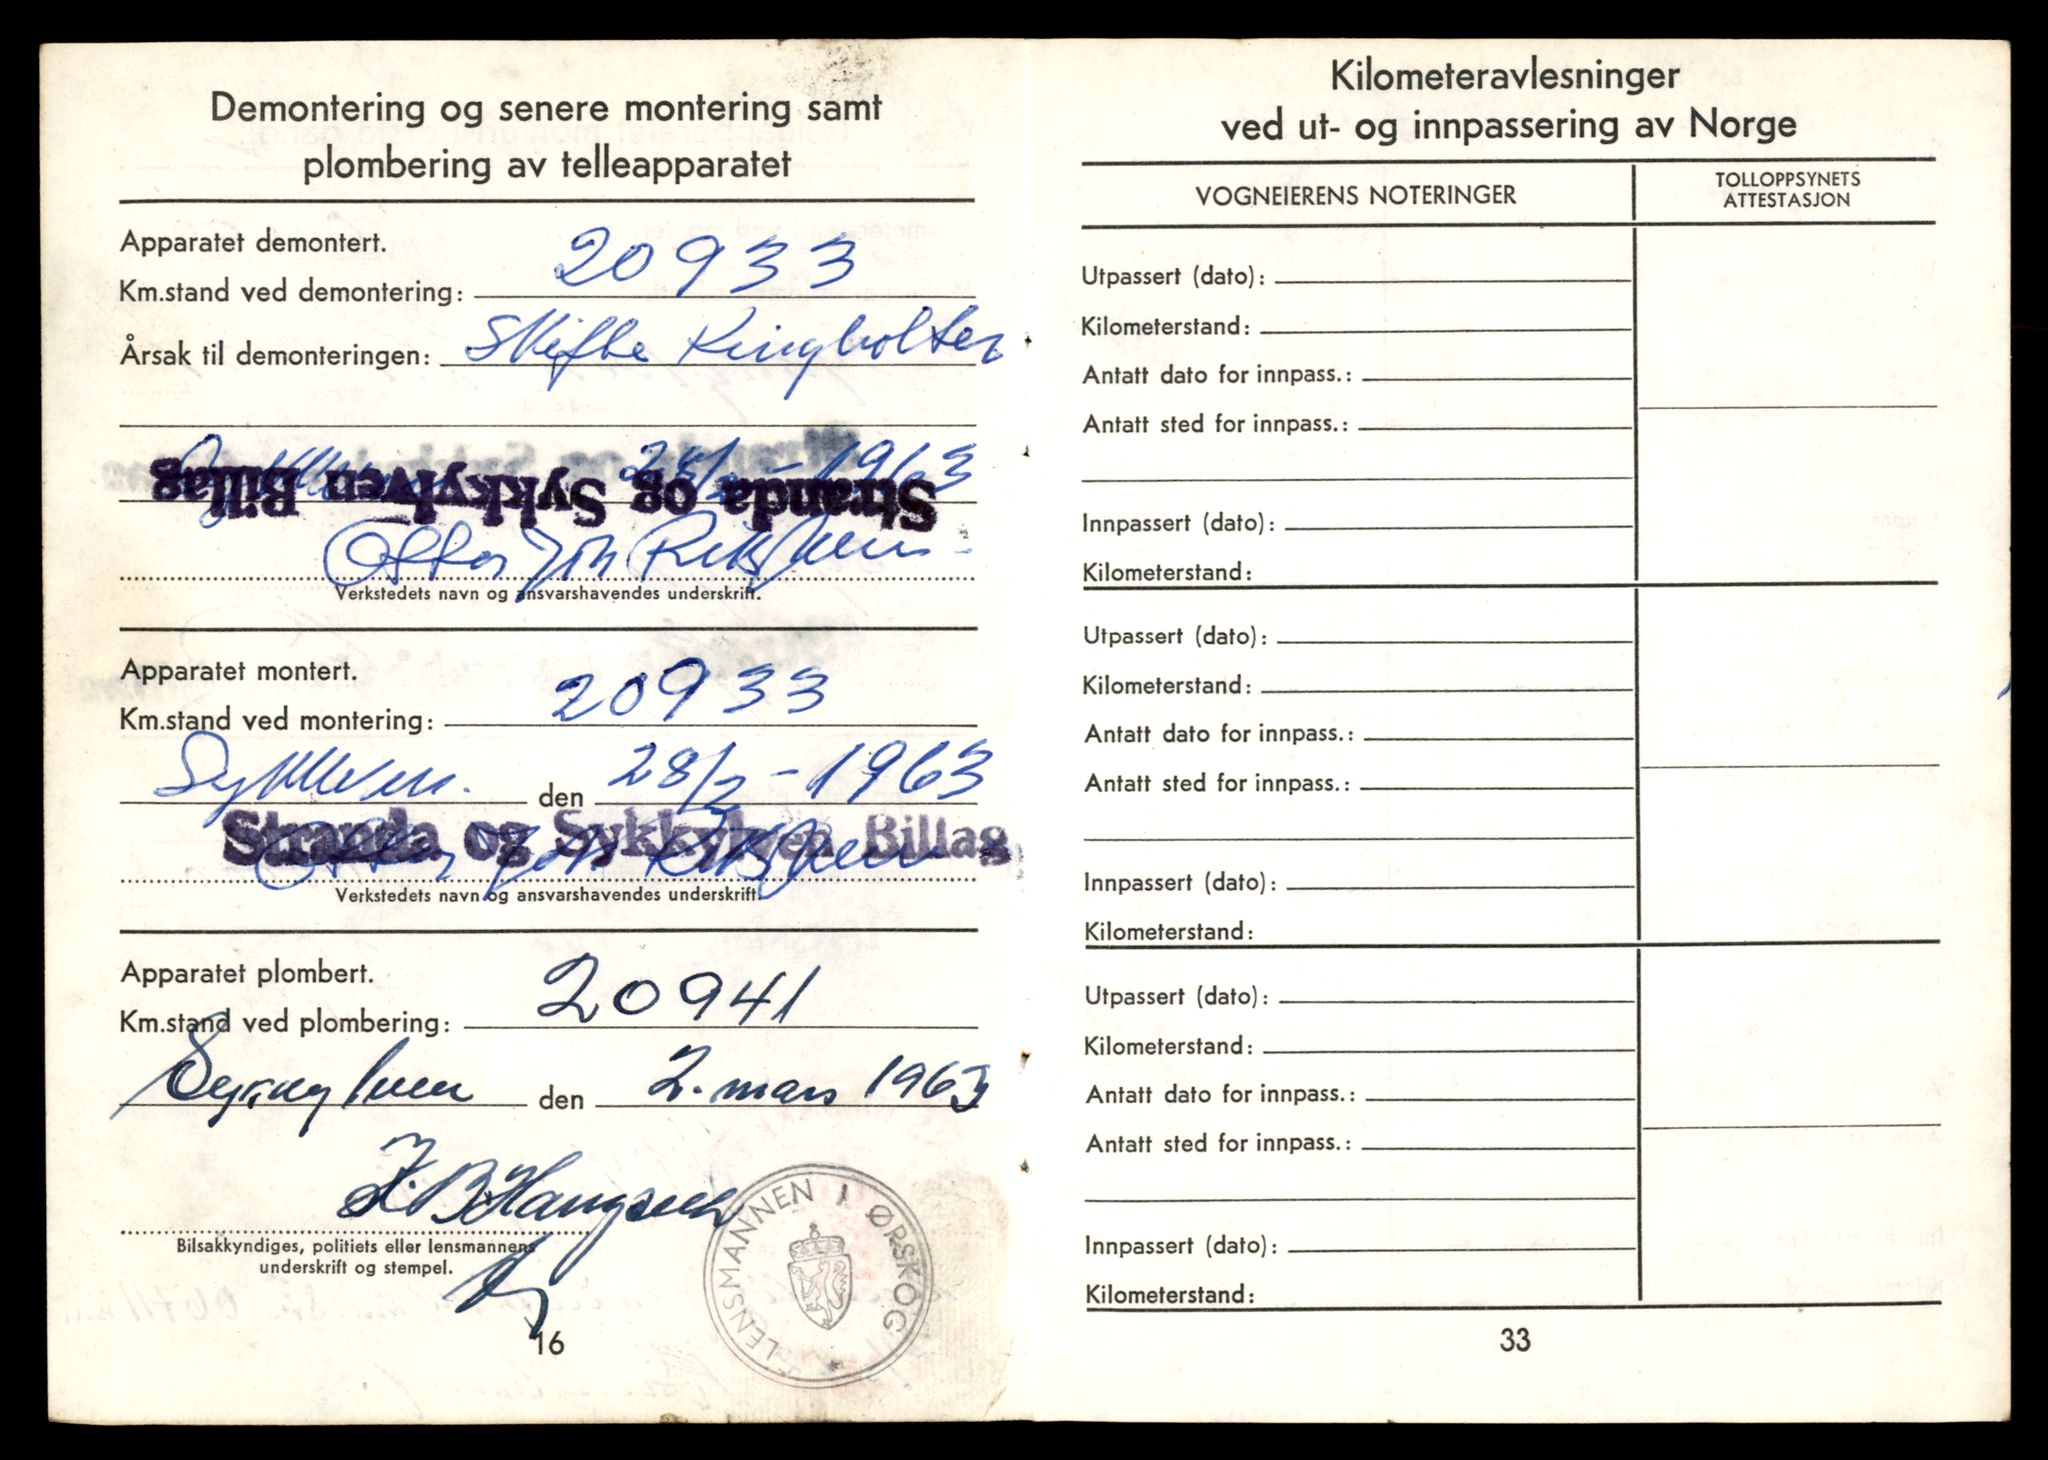 Demontering og senere montering samt
plombering av telleapparatet
Apparatet demontert.
Km.stand ved demontering: 20933
Årsak til demonteringen: Skifte Ringbolter
28/2-1963
Stranda og Sykkylven Billag
Verkstedets navn og ansvarshavendes underskrift.
Apparatet montert.
Km.stand ved montering: 20933
Sykkylven. den 28/2-1963
Stranda og Sykkylven Billag
Verkstedets navn og ansvarshavendes underskrift.
Apparatet plombert.
Km.stand ved plombering: 20941
Sykkylven den 2. mars 1963
Bilsakkyndiges, politiets eller lensmannens
underskrift og stempel.
LENSMANNEN I ØRSKOG
16
Kilometeravlesninger
ved ut- og innpassering av Norge
VOGNEIERENS NOTERINGER
TOLLOPPSYNETS
ATTESTASJON
Utpassert (dato):
Kilometerstand:
Antatt dato for innpass.:
Antatt sted for innpass.:
Innpassert (dato):
Kilometerstand:
Utpassert (dato):
Kilometerstand:
Antatt dato for innpass.:
Antatt sted for innpass.:
Innpassert (dato):
Kilometerstand:
Utpassert (dato):
Kilometerstand:
Antatt dato for innpass.:
Antatt sted for innpass.:
Innpassert (dato):
Kilometerstand:
33